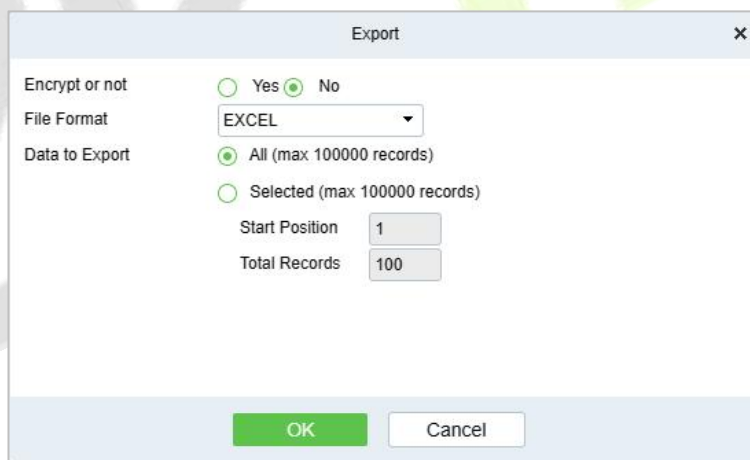 Export
Encrypt or not Yes No
File Format EXCEL
Data to Export All (max 100000 records)
Selected (max 100000 records)
Start Position 1
Total Records 100
OK Cancel